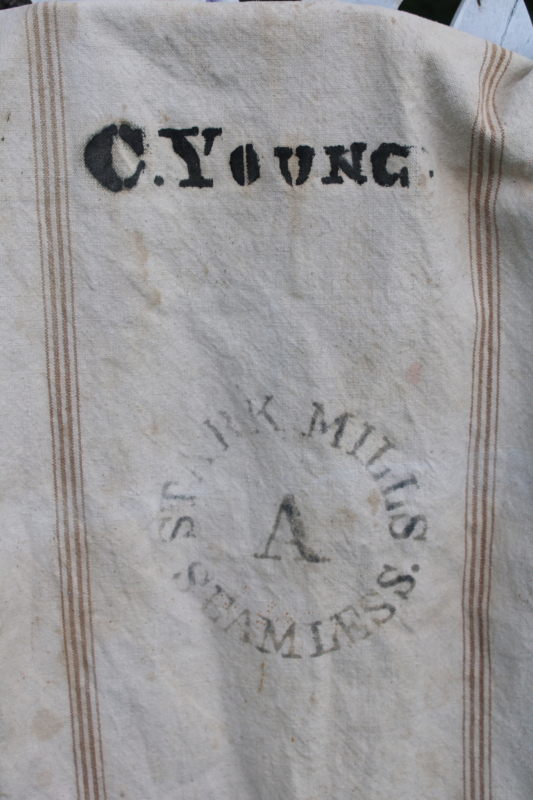 C. YOUNG.
STARK MILLS
A
.SEAMLESS.